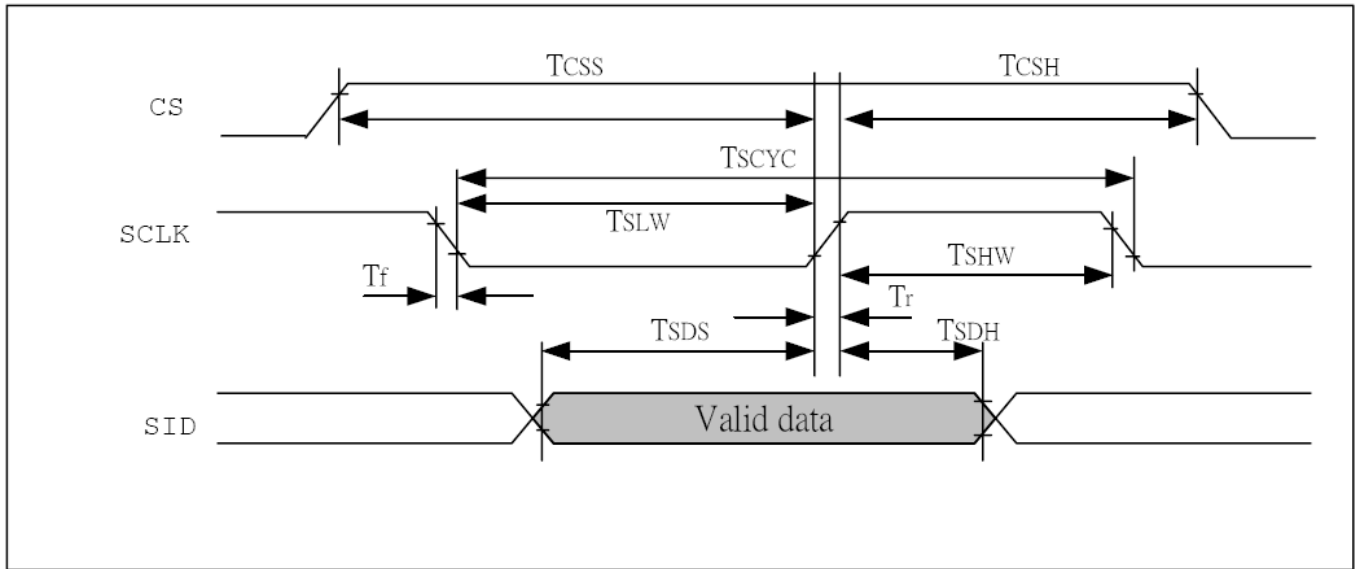 TCSS
TCSH
CS
TSCYC
TSLW
SCLK
TSHW
Tf
Tr
TSDS
TSDH
Valid data
SID